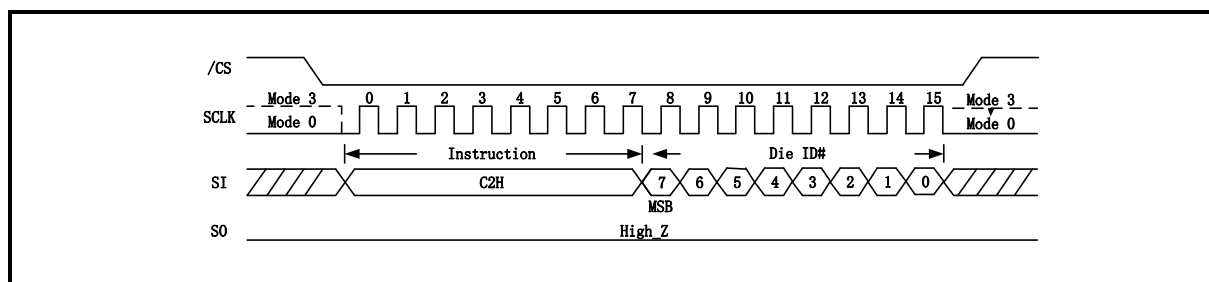 /CS
Mode 3 0 1 2 3 4 5 6 7 8 9 10 11 12 13 14 15 Mode 3
SCLK
Mode 0 Mode 0
Instruction Die ID#
SI C2H 7 6 5 4 3 2 1 0
MSB
SO High_Z